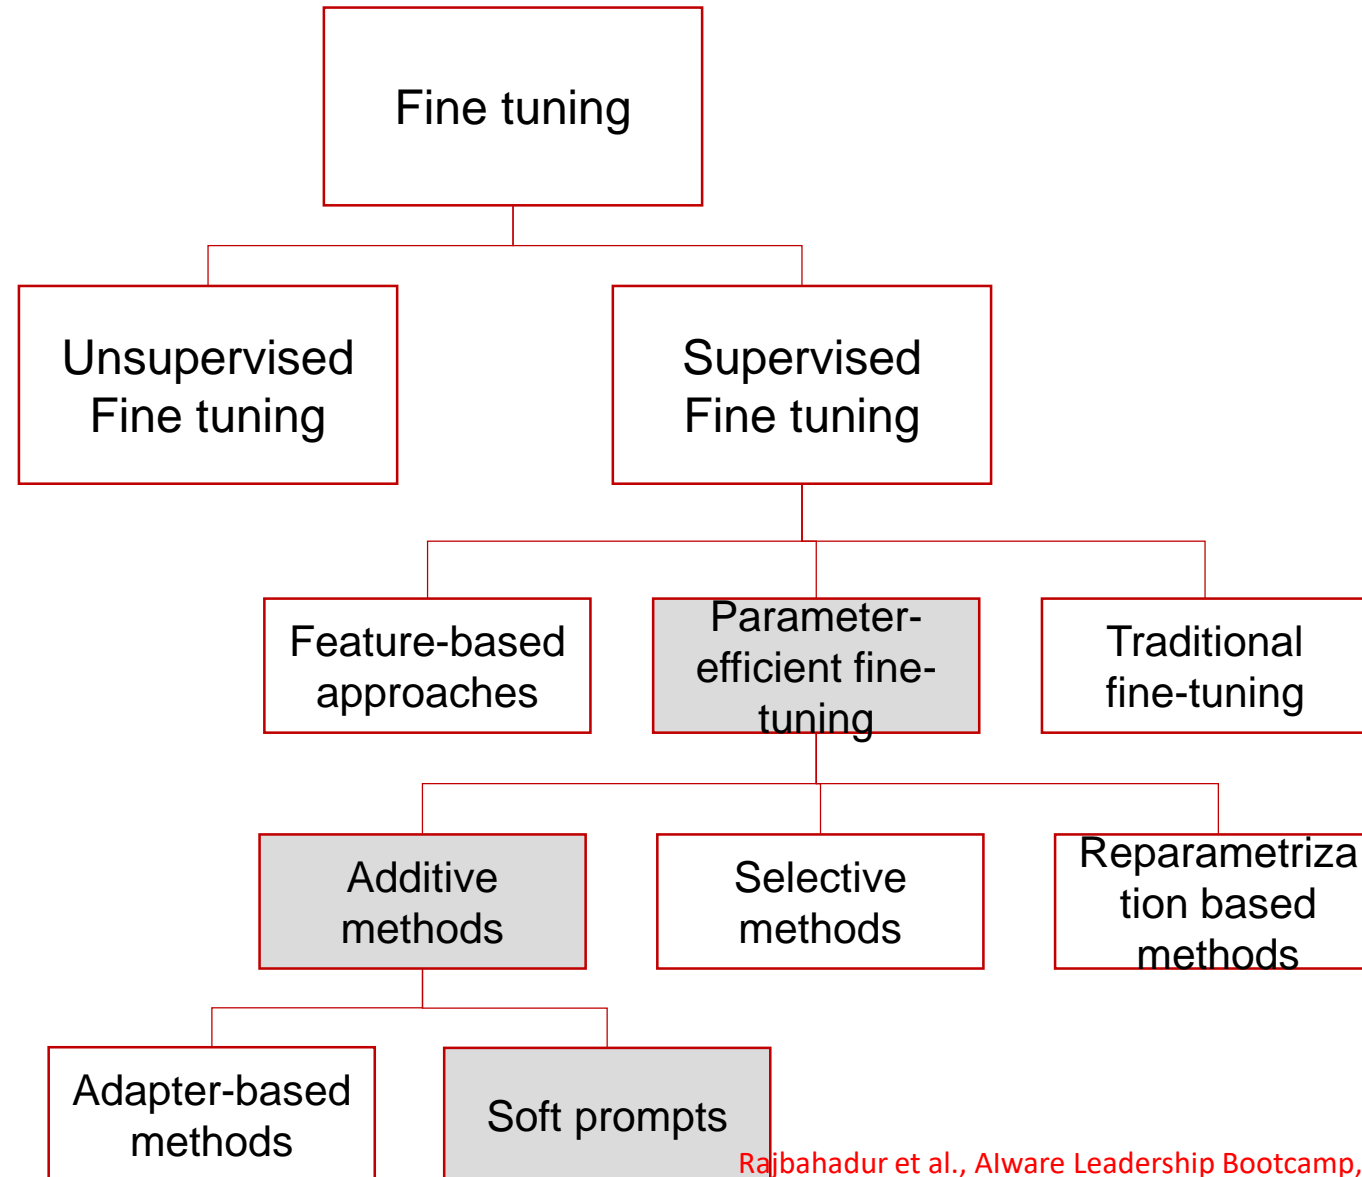 Fine tuning
Unsupervised
Fine tuning
Supervised
Fine tuning
Feature-based
approaches
Parameter-
efficient fine-
tuning
Traditional
fine-tuning
Additive
methods
Selective
methods
Reparametriza
tion based
methods
Adapter-based
methods
Soft prompts
Rajbahadur et al., AIware Leadership Bootcamp,